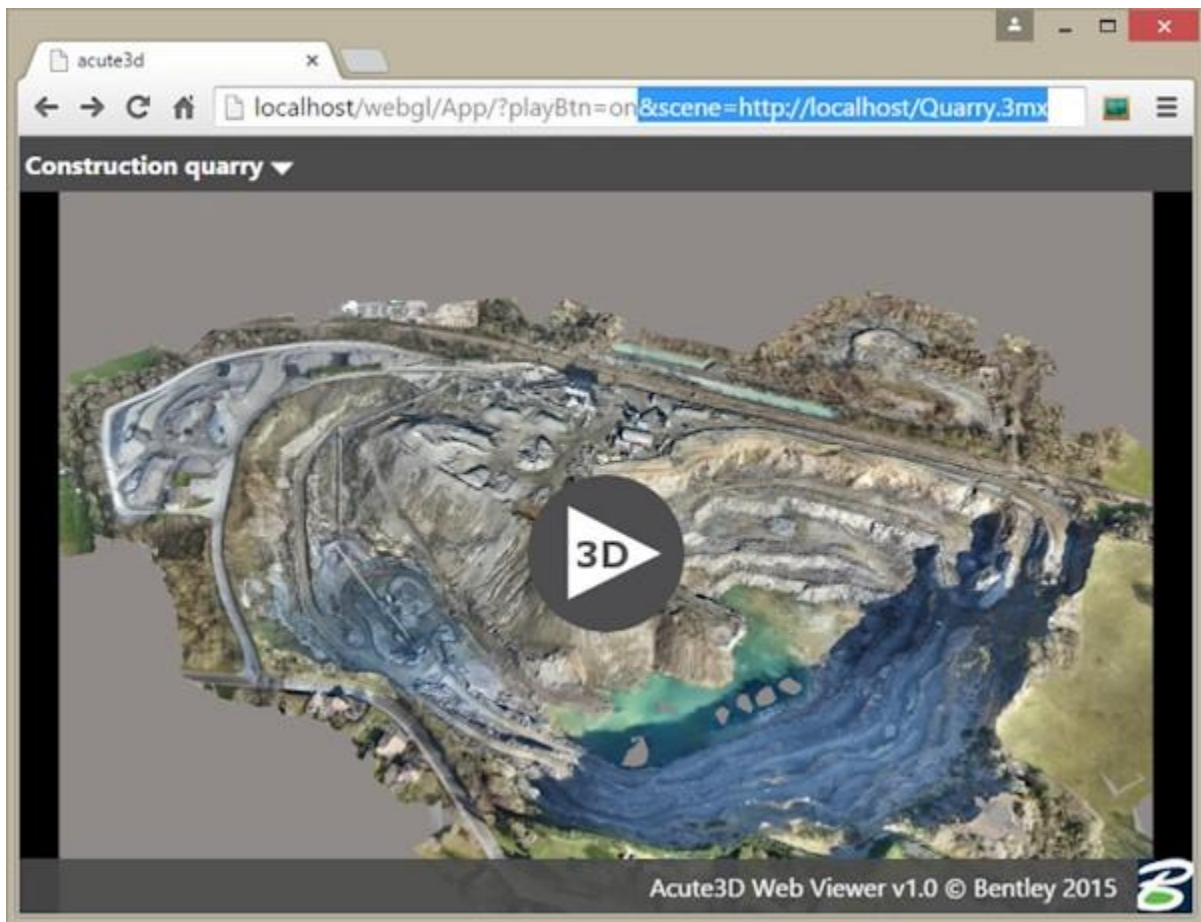 acute3d
localhost/webgl/App/?playBtn=on&scene=http://localhost/Quarry.3mx
Construction quarry
3D
Acute3D Web Viewer v1.0 © Bentley 2015